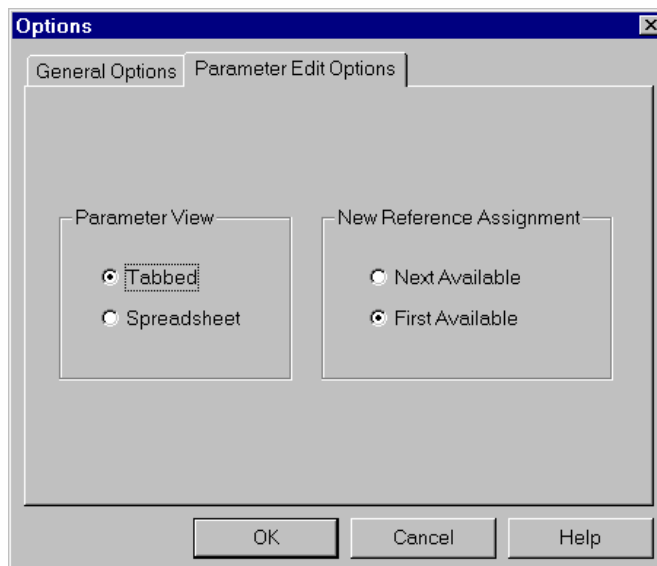 Options
General Options
Parameter Edit Options
Parameter View
Tabbed
Spreadsheet
New Reference Assignment
Next Available
First Available
OK
Cancel
Help